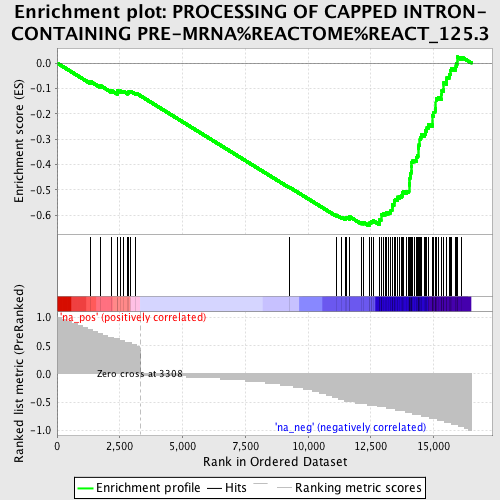 Enrichment plot: PROCESSING OF CAPPED INTRON-
CONTAINING PRE-MRNA%REACTOME%REACT_125.3
Enrichment score (ES)
0.0
-0.1
-0.2
-0.3
-0.4
-0.5
-0.6
Ranked list metric (PreRanked)
1.0
0.5
0.0
-0.5
-1.0
'na_pos' (positively correlated)
Zero cross at 3308
'na_neg' (negatively correlated)
0
2,500
5,000
7,500
10,000
12,500
15,000
Rank in Ordered Dataset
Enrichment profile
Hits
Ranking metric scores